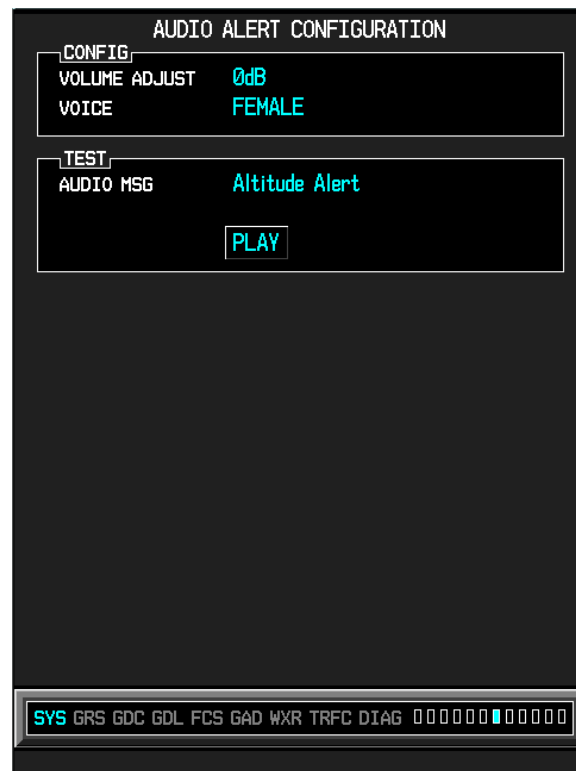 AUDIO ALERT CONFIGURATION
CONFIG
VOLUME ADJUST 0dB
VOICE FEMALE
TEST
AUDIO MSG Altitude Alert
PLAY
SYS GRS GDC GDL FCS GAD WXR TRFC DIAG